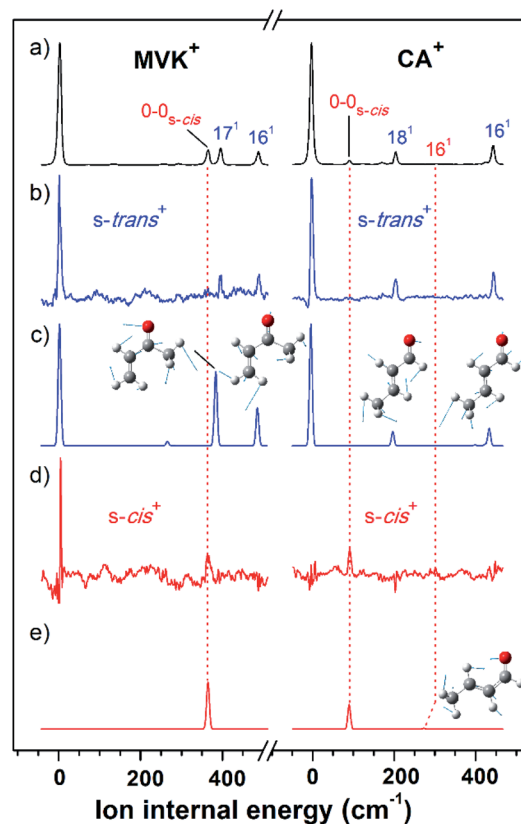 a)
MVK⁺
CA⁺
0-0s-cis
17¹
16¹
0-0s-cis
18¹
16¹
16¹
b)
s-trans⁺
s-trans⁺
c)
d)
s-cis⁺
s-cis⁺
e)
0 200 400 0 200 400
Ion internal energy (cm⁻¹)